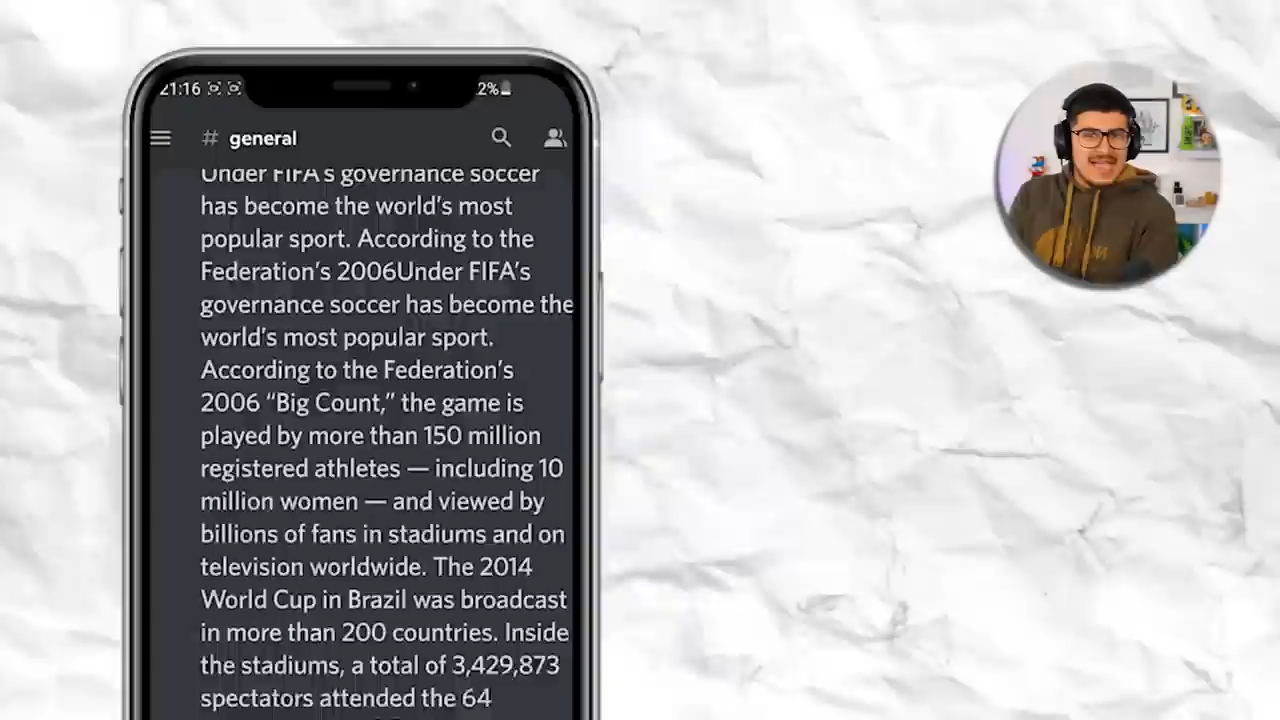 21:16
2%
# general
Under FIFA's governance soccer
has become the world's most
popular sport. According to the
Federation's 2006Under FIFA's
governance soccer has become the
world's most popular sport.
According to the Federation's
2006 “Big Count,” the game is
played by more than 150 million
registered athletes — including 10
million women — and viewed by
billions of fans in stadiums and on
television worldwide. The 2014
World Cup in Brazil was broadcast
in more than 200 countries. Inside
the stadiums, a total of 3,429,873
spectators attended the 64